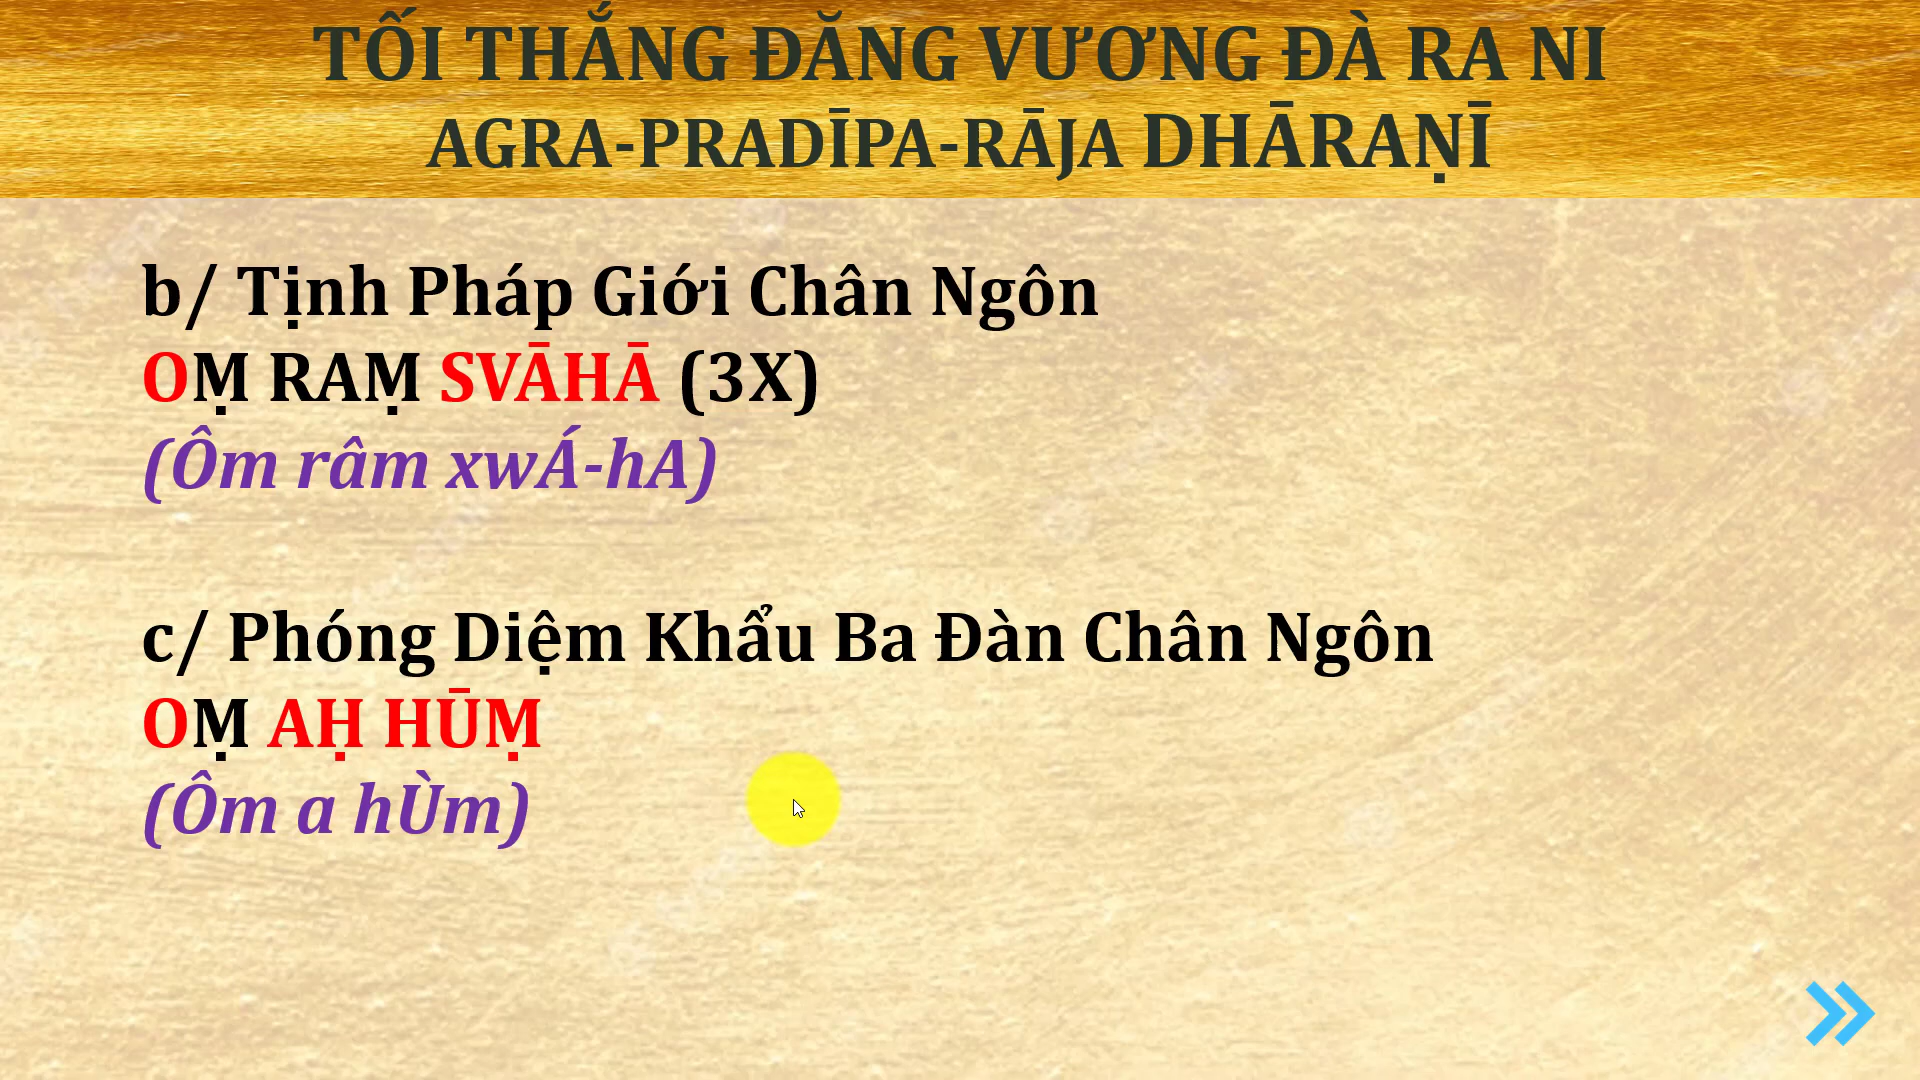 TỐI THẮNG ĐĂNG VƯƠNG ĐÀ RA NI
AGRA-PRADĪPA-RĀJA DHĀRAṆĪ
b/ Tịnh Pháp Giới Chân Ngôn
OṂ RAṂ SVĀHĀ (3X)
(Ôm râm xwÁ-hA)
c/ Phóng Diệm Khẩu Ba Đàn Chân Ngôn
OṂ AḤ HŪṂ
(Ôm a hÙm)